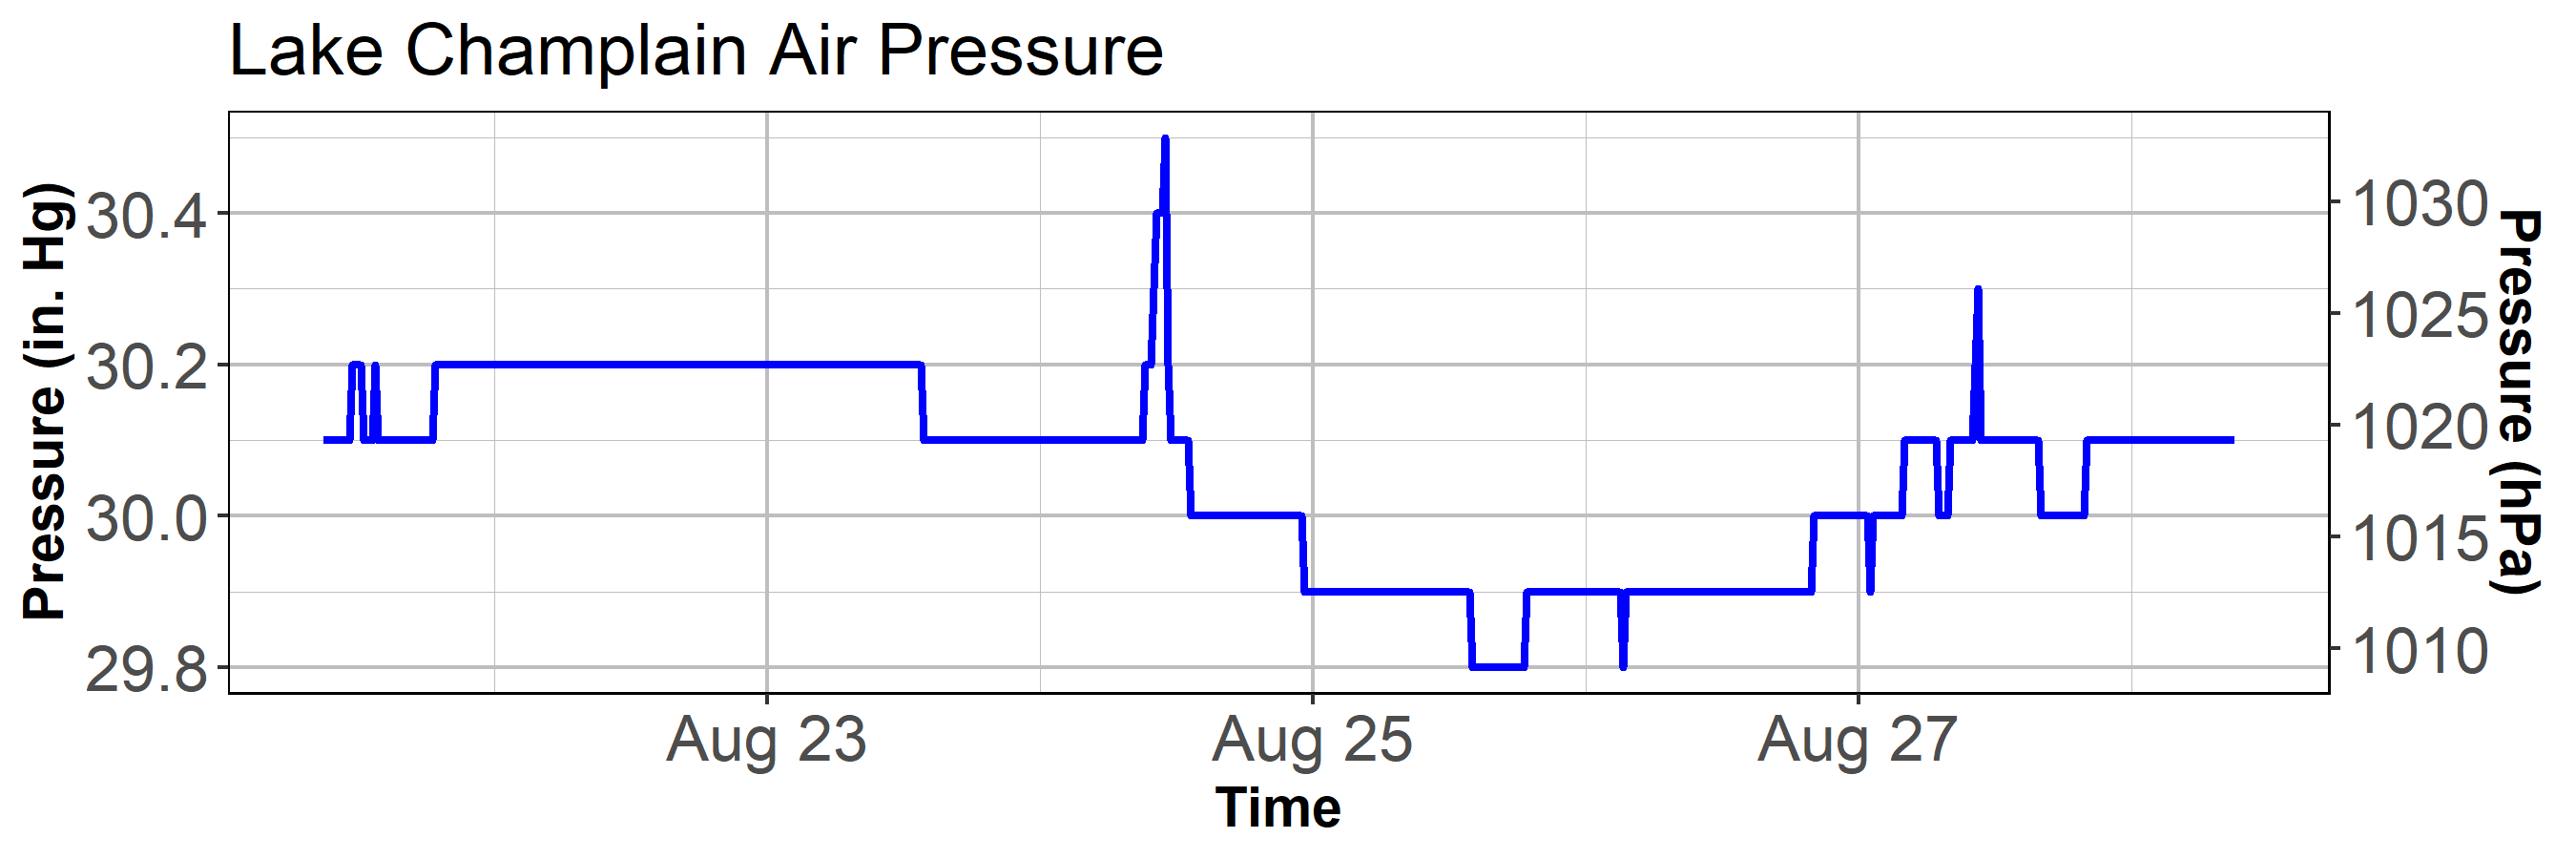 Lake Champlain Air Pressure
Pressure (in. Hg)
30.4
30.2
30.0
29.8
1030
1025
1020
1015
1010
Pressure (hPa)
Aug 23 Aug 25 Aug 27
Time